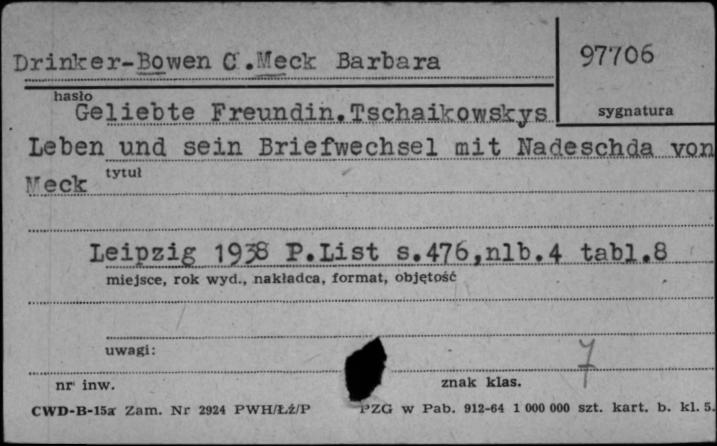 Drinker-Bowen C.Meck Barbara
97706
hasło
sygnatura
Geliebte Freundin.Tschaikowskys
Leben und sein Briefwechsel mit Nadeschda von
tytuł
Meck
Leipzig 1938 P.List s.476,nlb.4 tabl.8
miejsce, rok wyd., nakładca, format, objętość
uwagi:
7
nr inw.
znak klas.
CWD-B-15a Zam. Nr 2924 PWH/Łź/P
PZG w Pab. 912-64 1 000 000 szt. kart. b. kl. 5.